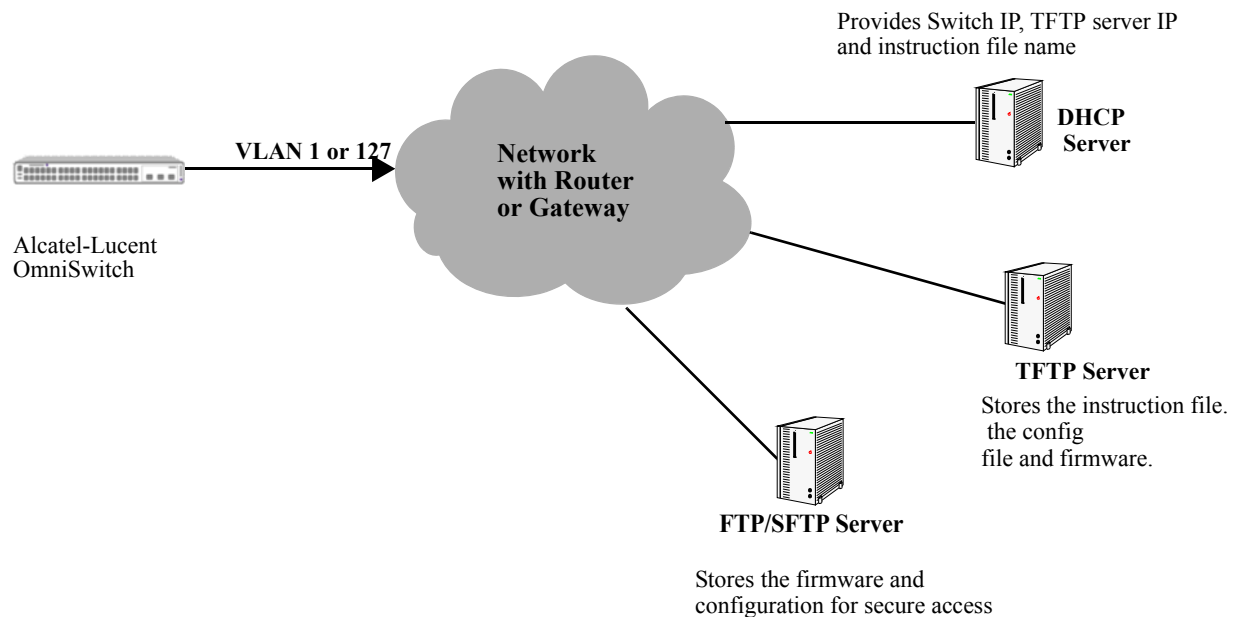 Provides Switch IP, TFTP server IP
and instruction file name
DHCP
Server
VLAN 1 or 127
Network
with Router
or Gateway
Alcatel-Lucent
OmniSwitch
TFTP Server
Stores the instruction file.
the config
file and firmware.
FTP/SFTP Server
Stores the firmware and
configuration for secure access